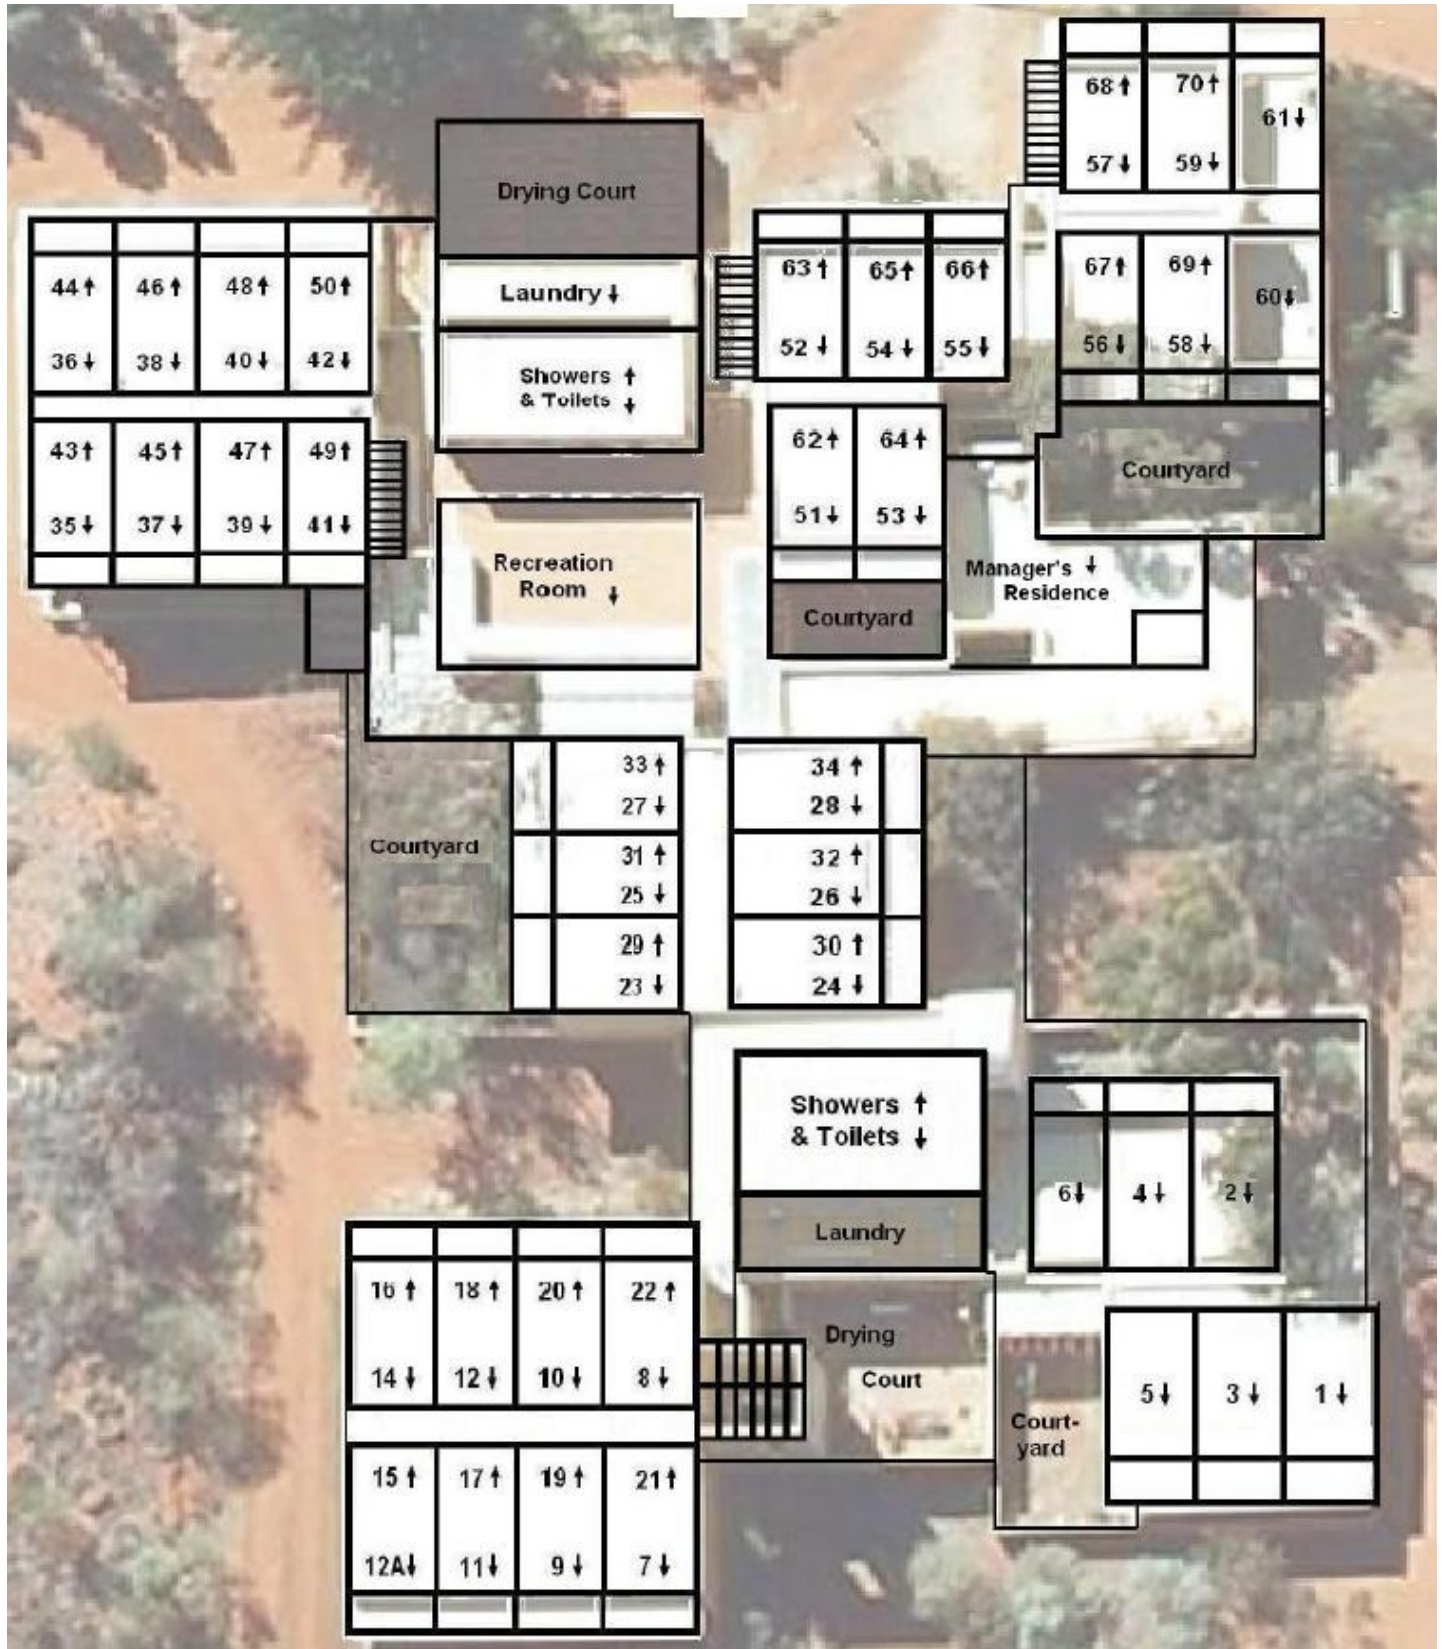 68↑ 70↑
61↓
57↓ 59↓
Drying Court
63↑ 65↑ 66↑
67↑ 69↑
60↓
44↑ 46↑ 48↑ 50↑
Laundry ↓
52↓ 54↓ 55↓
56↓ 58↓
36↓ 38↓ 40↓ 42↓
Showers ↑
& Toilets ↓
43↑ 45↑ 47↑ 49↑
62↑ 64↑
Courtyard
35↓ 37↓ 39↓ 41↓
51↓ 53↓
Recreation
Room ↓
Manager's ↓
Residence
Courtyard
33↑ 34↑
27↓ 28↓
Courtyard
31↑ 32↑
25↓ 26↓
29↑ 30↑
23↓ 24↓
Showers ↑
& Toilets ↓
6↓ 4↓ 2↓
Laundry
16↑ 18↑ 20↑ 22↑
Drying
Court
14↓ 12↓ 10↓ 8↓
5↓ 3↓ 1↓
Court-
yard
15↑ 17↑ 19↑ 21↑
12A↓ 11↓ 9↓ 7↓